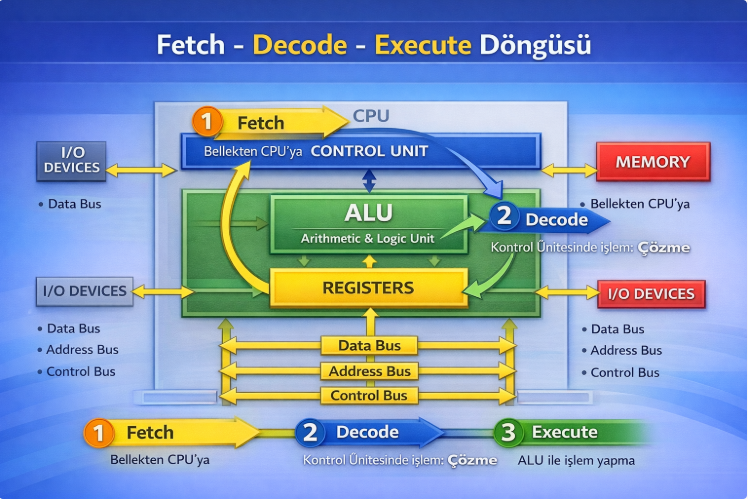 Fetch - Decode - Execute Döngüsü
CPU
1 Fetch
Bellekten CPU'ya CONTROL UNIT
I/O
DEVICES
• Data Bus
MEMORY
• Bellekten CPU'ya
ALU
Arithmetic & Logic Unit
2 Decode
Kontrol Ünitesinde işlem: Çözme
REGISTERS
I/O DEVICES
• Data Bus
• Address Bus
• Control Bus
I/O DEVICES
• Data Bus
• Address Bus
• Control Bus
Data Bus
Address Bus
Control Bus
1 Fetch
Bellekten CPU'ya
2 Decode
Kontrol Ünitesinde işlem: Çözme
3 Execute
ALU ile işlem yapma